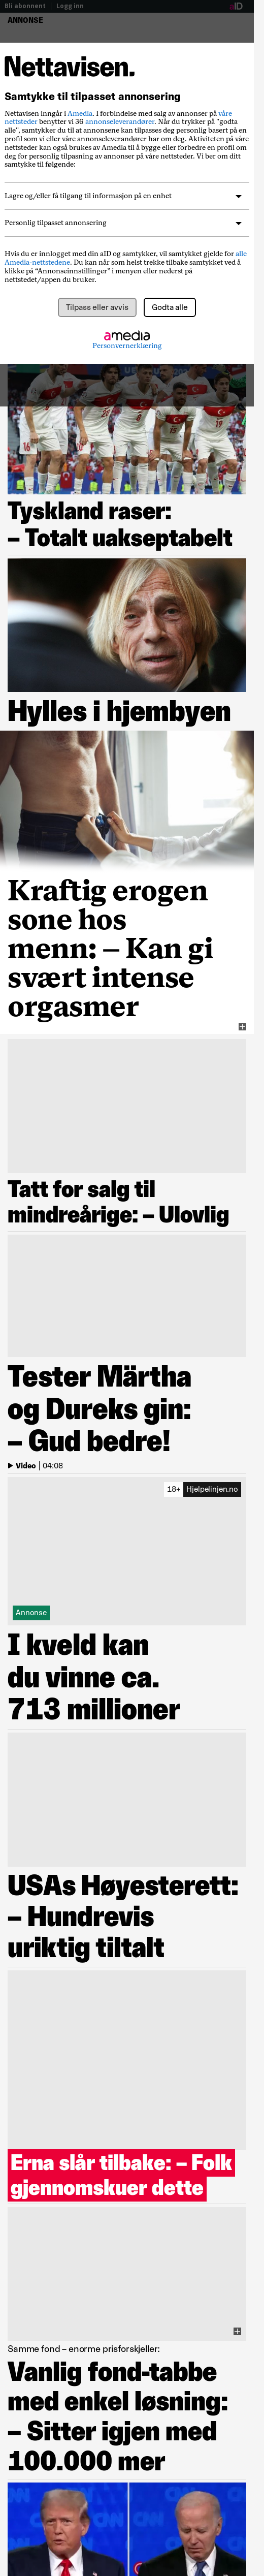 Bli abonnent | Logg inn
aID
ANNONSE
Nettavisen.
Samtykke til tilpasset annonsering
Nettavisen inngår i Amedia. I forbindelse med salg av annonser på våre
nettsteder benytter vi 36 annonseleverandører. Når du trykker på "godta
alle", samtykker du til at annonsene kan tilpasses deg personlig basert på en
profil som vi eller våre annonseleverandører har om deg. Aktiviteten på våre
nettsteder kan også brukes av Amedia til å bygge eller forbedre en profil om
deg for personlig tilpasning av annonser på våre nettsteder. Vi ber om ditt
samtykke til følgende:
Lagre og/eller få tilgang til informasjon på en enhet
Personlig tilpasset annonsering
Hvis du er innlogget med din aID og samtykker, vil samtykket gjelde for alle
Amedia-nettstedene. Du kan når som helst trekke tilbake samtykket ved å
klikke på “Annonseinnstillinger” i menyen eller nederst på
nettstedet/appen du bruker.
Tilpass eller avvis
Godta alle
amedia
Personvernerklæring
16
Tyskland raser:
– Totalt uakseptabelt
Hylles i hjembyen
Kraftig erogen
sone hos
menn: – Kan gi
svært intense
orgasmer
Tatt for salg til
mindreårige: – Ulovlig
Tester Märtha
og Dureks gin:
– Gud bedre!
Video | 04:08
18+ Hjelpelinjen.no
Annonse
I kveld kan
du vinne ca.
713 millioner
USAs Høyesterett:
– Hundrevis
uriktig tiltalt
Erna slår tilbake: – Folk
gjennomskuer dette
Samme fond – enorme prisforskjeller:
Vanlig fond-tabbe
med enkel løsning:
– Sitter igjen med
100.000 mer